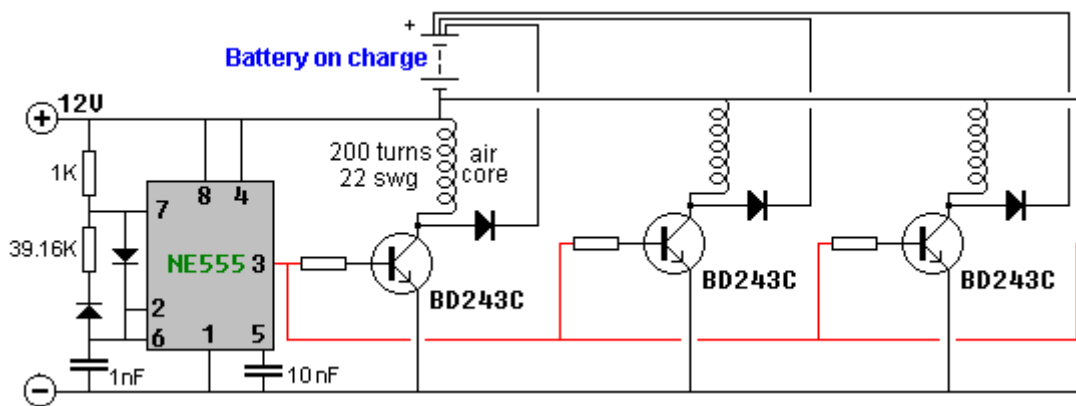 +
Battery on charge
+ 12V
1K
200 turns
22 swg
air
core
8 4
7
39.16K
NE555 3
BD243C
BD243C
BD243C
2
6
1
5
1nF
10nF
−